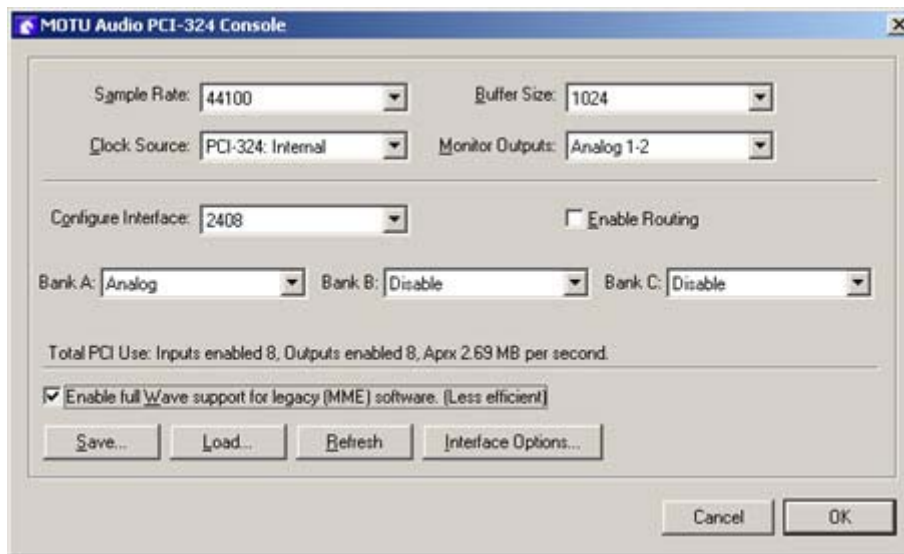 MOTU Audio PCI-324 Console
Sample Rate: 44100 Buffer Size: 1024
Clock Source: PCI-324: Internal Monitor Outputs: Analog 1-2
Configure Interface: 2408 Enable Routing
Bank A: Analog Bank B: Disable Bank C: Disable
Total PCI Use: Inputs enabled 8, Outputs enabled 8, Aprx 2.69 MB per second.
Enable full Wave support for legacy (MME) software. (Less efficient)
Save... Load... Refresh Interface Options...
Cancel OK